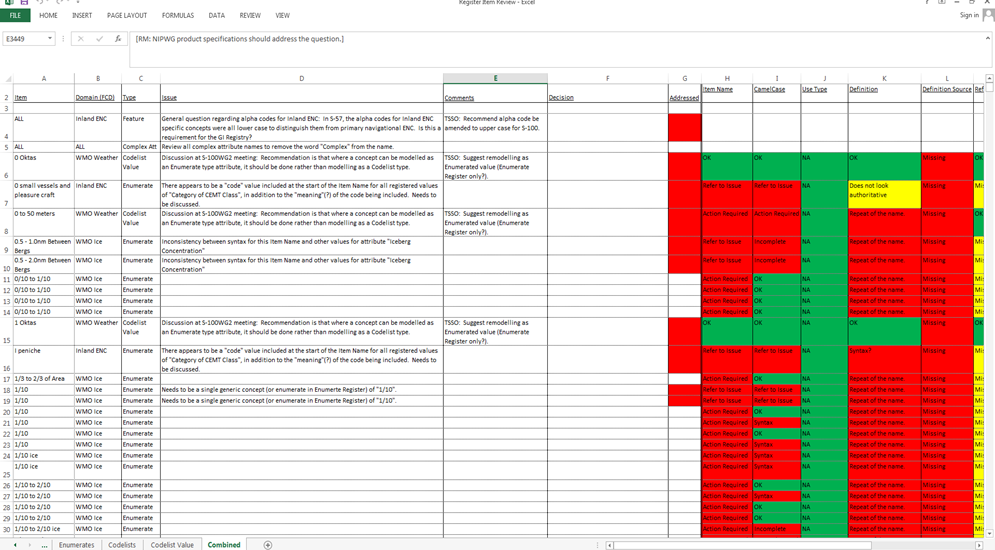 Register Item Review - Excel
? 
FILE HOME INSERT PAGE LAYOUT FORMULAS DATA REVIEW VIEW Sign in
E3449 fx [RM: NIPWG product specifications should address the question.]
A B C D E F G H I J K L
2 Item Domain (FCD) Type Issue Comments Decision Addressed Item Name CamelCase Use Type Definition Definition Source Ref
3
ALL Inland ENC Feature General question regarding alpha codes for Inland ENC: In S-57, the alpha codes for Inland ENC TSSO: Recommend alpha code be
specific concepts were all lower case to distinguish them from primary navigational ENC. Is this a amended to upper case for S-100.
4 requirement for the GI Registry?
5 ALL ALL Complex Att Review all complex attribute names to remove the word "Complex" from the name.
0 Oktas WMO Weather Codelist Discussion at S-100WG2 meeting: Recommendation is that where a concept can be modelled as TSSO: Suggest remodelling as OK OK NA OK Missing OK
Value an Enumerate type attribute, it should be done rather than modelling as a Codelist type. Enumerated value (Enumerate
6 Register only?).
0 small vessels and Inland ENC Enumerate There appears to be a "code" value included at the start of the Item Name for all registered values Refer to Issue Refer to Issue NA Does not look Missing Mis
pleasure craft of "Category of CEMT Class", in addition to the "meaning"(?) of the code being included. Needs to authoritative
7 be discussed.
0 to 50 meters WMO Weather Codelist Discussion at S-100WG2 meeting: Recommendation is that where a concept can be modelled as TSSO: Suggest remodelling as Action Required Action Required NA Repeat of the name. Missing OK
Value an Enumerate type attribute, it should be done rather than modelling as a Codelist type. Enumerated value (Enumerate
8 Register only?).
0.5 - 1.0nm Between WMO Ice Enumerate Inconsistency between syntax for this Item Name and other values for attribute "Iceberg Refer to Issue Incomplete NA Repeat of the name. Missing Mis
9 Bergs Concentration"
0.5 - 2.0nm Between WMO Ice Enumerate Inconsistency between syntax for this Item Name and other values for attribute "Iceberg Refer to Issue Incomplete NA Repeat of the name. Missing Mis
10 Bergs Concentration"
11 0/10 to 1/10 WMO Ice Enumerate Action Required OK NA Repeat of the name. Missing Mis
12 0/10 to 1/10 WMO Ice Enumerate Action Required OK NA Repeat of the name. Missing Mis
13 0/10 to 1/10 WMO Ice Enumerate Action Required OK NA Repeat of the name. Missing Mis
14 0/10 to 1/10 WMO Ice Enumerate Action Required OK NA Repeat of the name. Missing Mis
1 Oktas WMO Weather Codelist Discussion at S-100WG2 meeting: Recommendation is that where a concept can be modelled as TSSO: Suggest remodelling as OK OK NA OK Missing OK
Value an Enumerate type attribute, it should be done rather than modelling as a Codelist type. Enumerated value (Enumerate
15 Register only?).
I peniche Inland ENC Enumerate There appears to be a "code" value included at the start of the Item Name for all registered values Refer to Issue Refer to Issue NA Syntax? Missing Mis
of "Category of CEMT Class", in addition to the "meaning"(?) of the code being included. Needs to
16 be discussed.
17 1/3 to 2/3 of Area WMO Ice Enumerate Action Required OK NA Repeat of the name. Missing Mis
18 1/10 WMO Ice Enumerate Needs to be a single generic concept (or enumerate in Enumerte Register) of "1/10". Refer to Issue Refer to Issue NA Repeat of the name. Missing Mis
19 1/10 WMO Ice Enumerate Needs to be a single generic concept (or enumerate in Enumerte Register) of "1/10". Refer to Issue Refer to Issue NA Repeat of the name. Missing Mis
20 1/10 WMO Ice Enumerate Action Required OK NA Repeat of the name. Missing Mis
21 1/10 WMO Ice Enumerate Action Required Syntax NA Repeat of the name. Missing Mis
22 1/10 WMO Ice Enumerate Action Required OK NA Repeat of the name. Missing Mis
23 1/10 WMO Ice Enumerate Action Required Syntax NA Repeat of the name. Missing Mis
24 1/10 ice WMO Ice Enumerate Action Required Syntax NA Repeat of the name. Missing Mis
1/10 ice WMO Ice Enumerate Action Required Syntax NA Repeat of the name. Missing Mis
25
26 1/10 to 2/10 WMO Ice Enumerate Action Required OK NA Repeat of the name. Missing Mis
27 1/10 to 2/10 WMO Ice Enumerate Action Required Syntax NA Repeat of the name. Missing Mis
28 1/10 to 2/10 WMO Ice Enumerate Action Required OK NA Repeat of the name. Missing Mis
29 1/10 to 2/10 WMO Ice Enumerate Action Required OK NA Repeat of the name. Missing Mis
30 1/10 to 2/10 ice WMO Ice Enumerate Action Required Incomplete NA Repeat of the name. Missing Mis
... Enumerates Codelists Codelist Value Combined